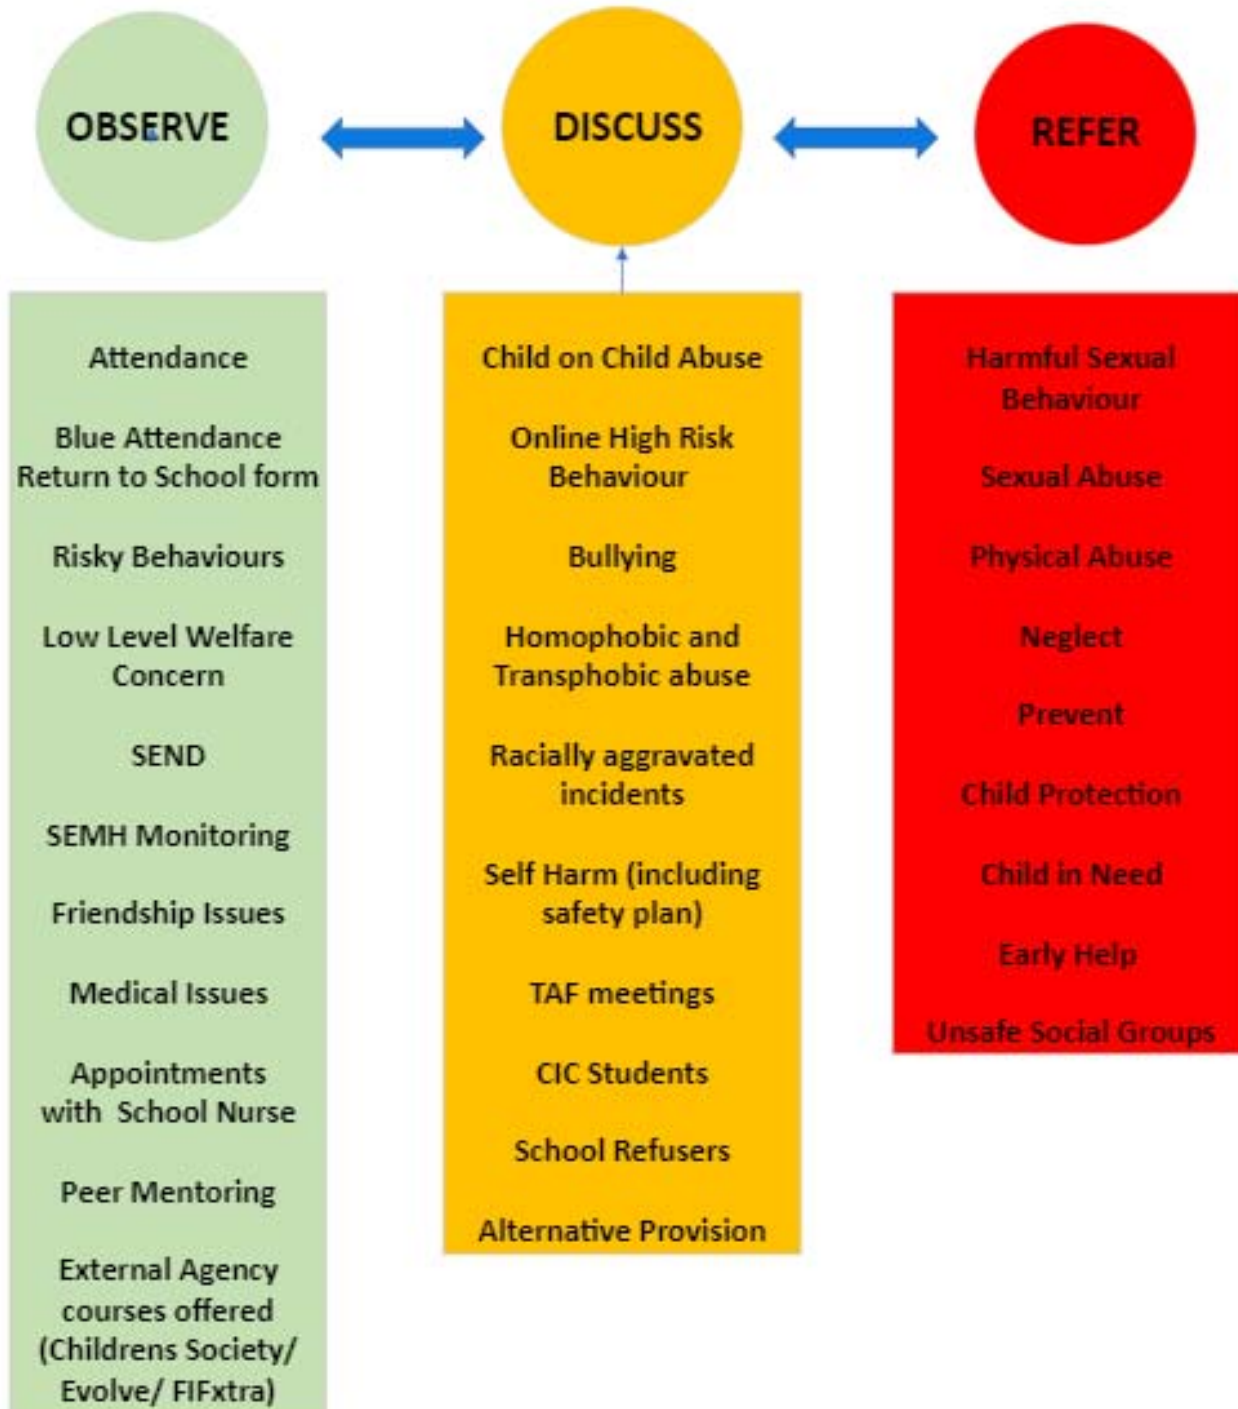 OBSERVE
DISCUSS
REFER
Attendance
Blue Attendance
Return to School form
Risky Behaviours
Low Level Welfare
Concern
SEND
SEMH Monitoring
Friendship Issues
Medical Issues
Appointments
with School Nurse
Peer Mentoring
External Agency
courses offered
(Childrens Society/
Evolve/ FIFxtra)
Child on Child Abuse
Online High Risk
Behaviour
Bullying
Homophobic and
Transphobic abuse
Racially aggravated
incidents
Self Harm (including
safety plan)
TAF meetings
CIC Students
School Refusers
Alternative Provision
Harmful Sexual
Behaviour
Sexual Abuse
Physical Abuse
Neglect
Prevent
Child Protection
Child in Need
Early Help
Unsafe Social Groups